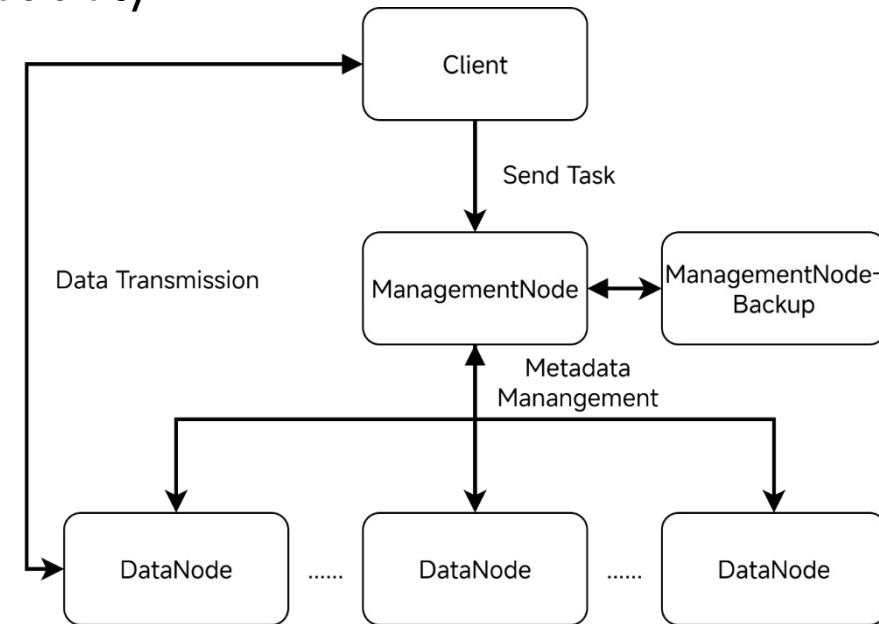 Client
Send Task
Data Transmission
ManagementNode
ManagementNode-
Backup
Metadata
Manangement
DataNode
......
DataNode
......
DataNode